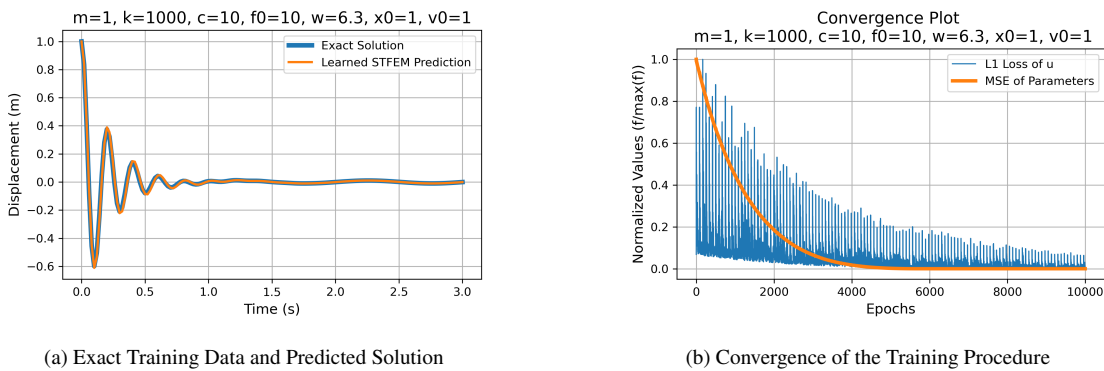 m=1, k=1000, c=10, f0=10, w=6.3, x0=1, v0=1
Displacement (m)
1.0
0.8
0.6
0.4
0.2
0.0
−0.2
−0.4
−0.6
Exact Solution
Learned STFEM Prediction
0.0 0.5 1.0 1.5 2.0 2.5 3.0
Time (s)
(a) Exact Training Data and Predicted Solution
Convergence Plot
m=1, k=1000, c=10, f0=10, w=6.3, x0=1, v0=1
Normalized Values (f/max(f))
1.0
0.8
0.6
0.4
0.2
0.0
L1 Loss of u
MSE of Parameters
0 2000 4000 6000 8000 10000
Epochs
(b) Convergence of the Training Procedure